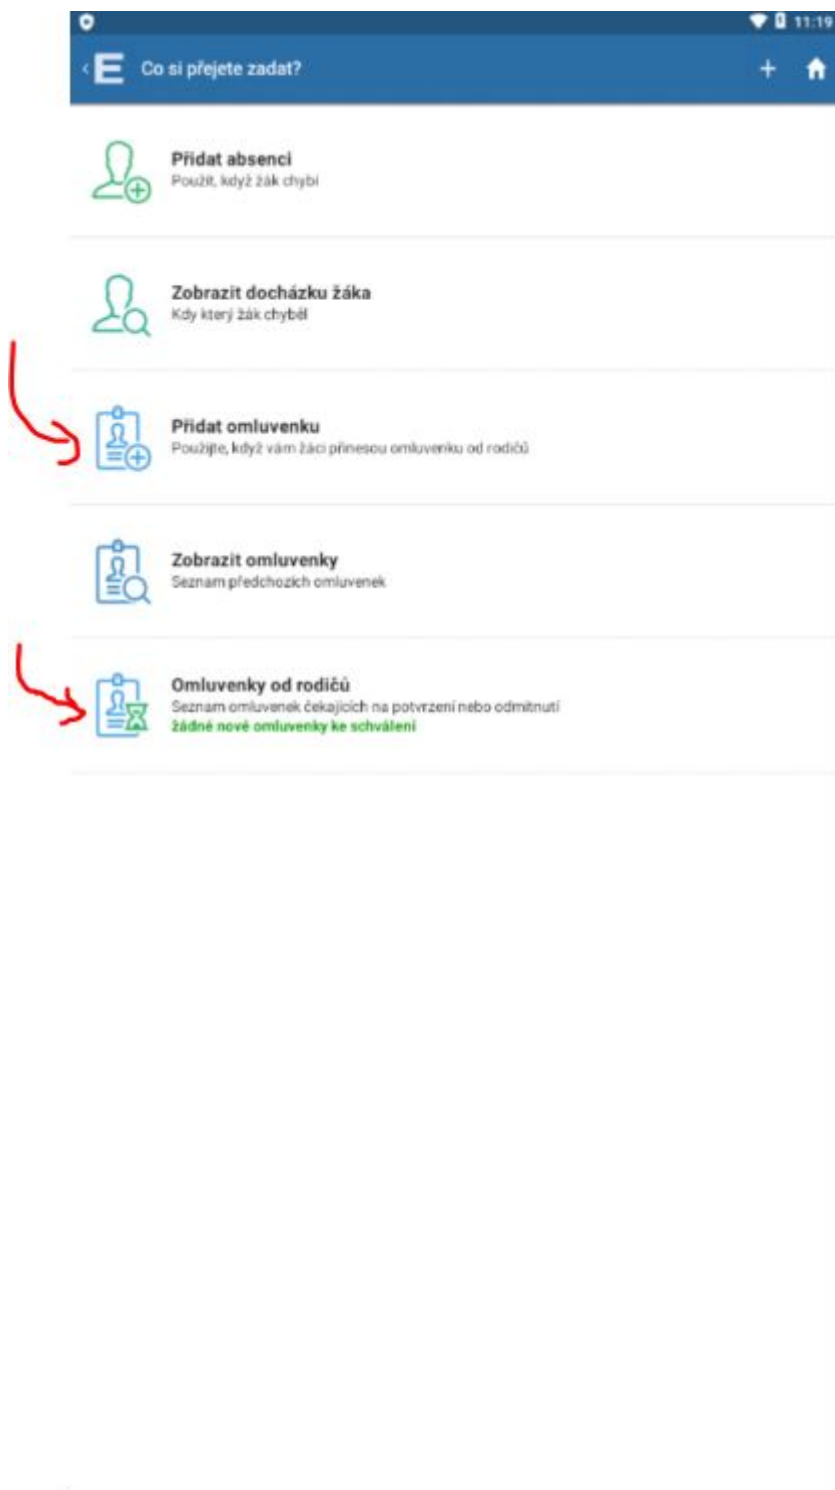 11:19
E Co si přejete zadat?
Přidat absenci
Použít, když žák chybí
Zobrazit docházku žáka
Kdy který žák chyběl
Přidat omluvenku
Použijte, když vám žáci přinesou omluvenku od rodičů
Zobrazit omluvenky
Seznam předchozích omluvenek
Omluvenky od rodičů
Seznam omluvenek čekajících na potvrzení nebo odmítnutí
žádné nové omluvenky ke schválení